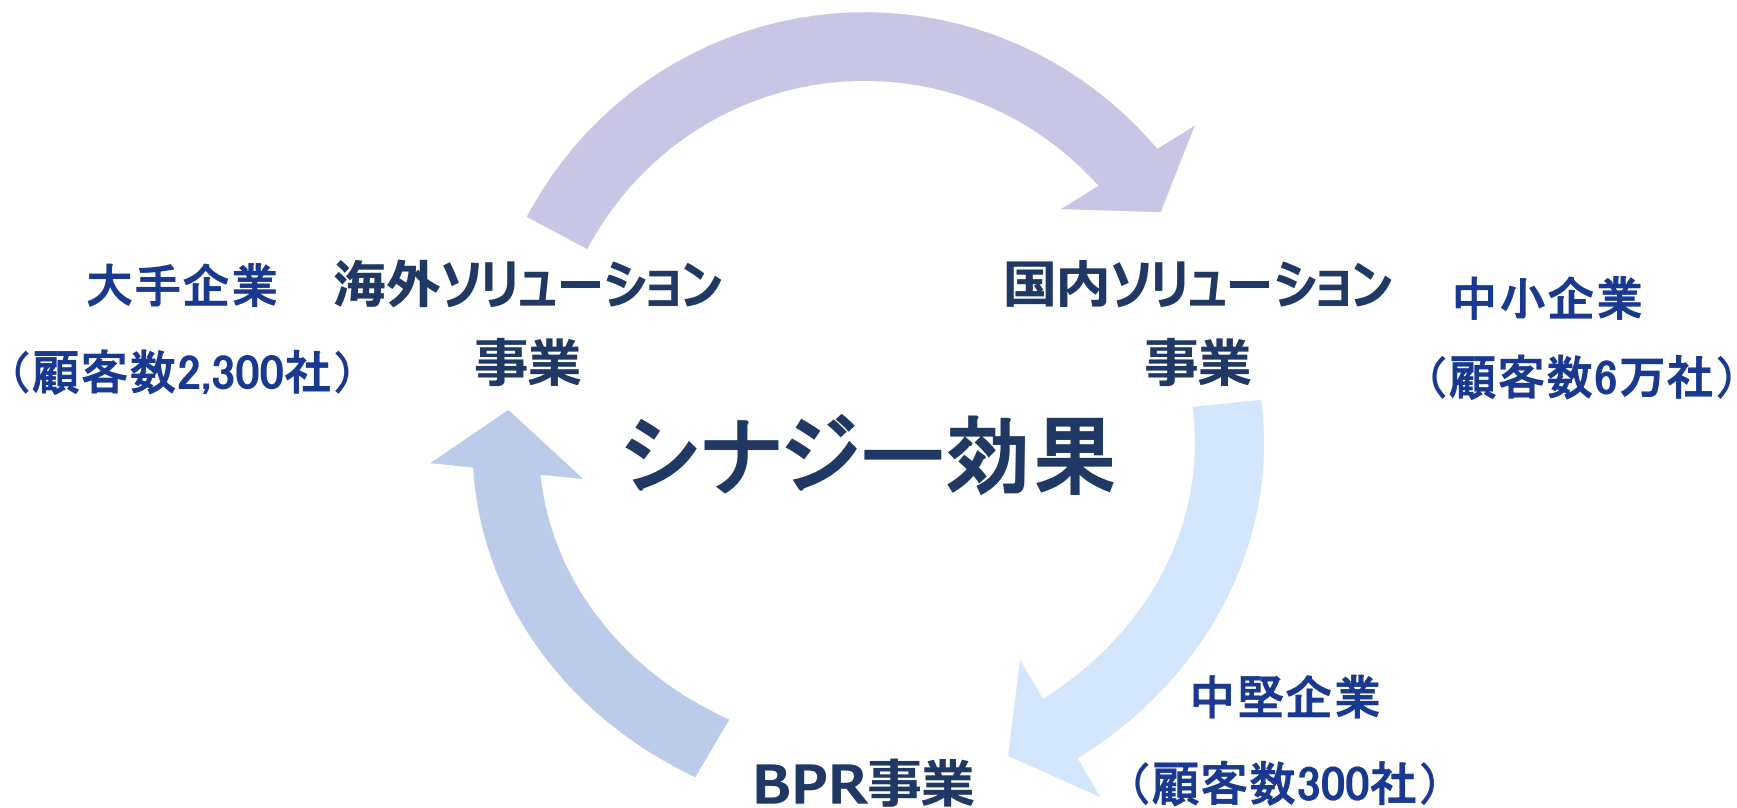 大手企業
（顧客数2,300社）
海外ソリューション
事業
国内ソリューション
事業
中小企業
（顧客数6万社）
シナジー効果
中堅企業
（顧客数300社）
BPR事業